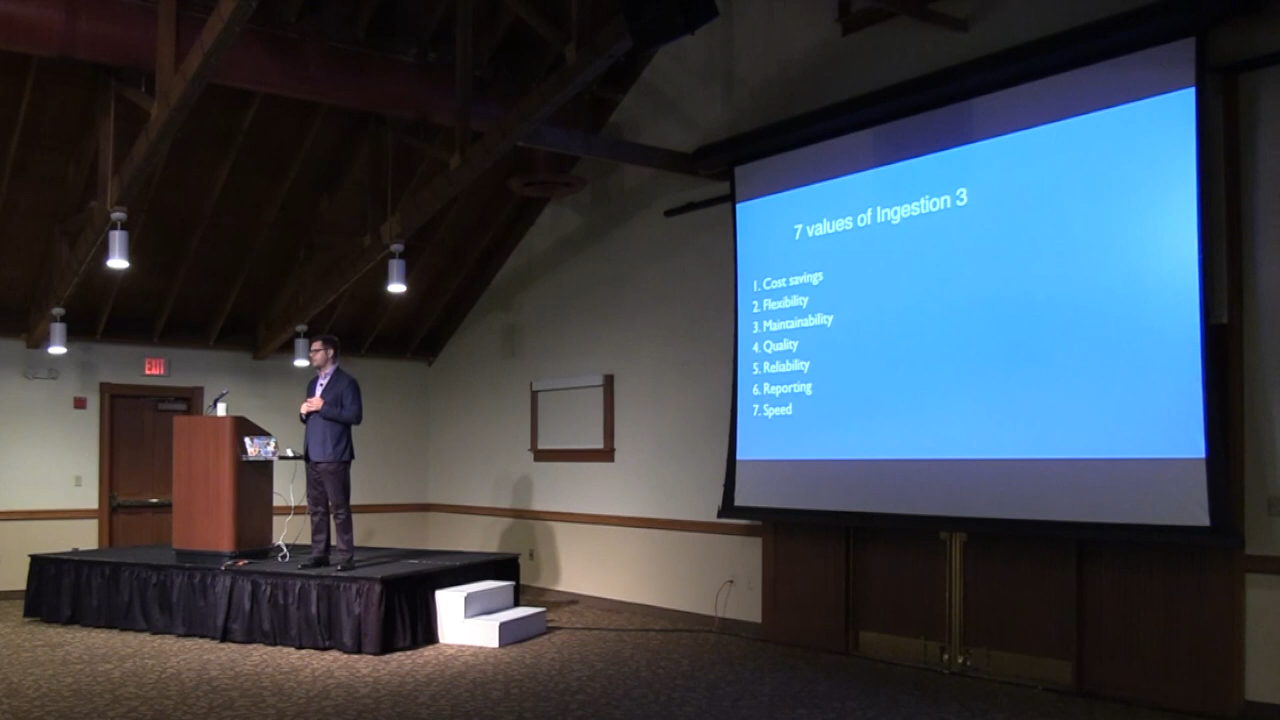 7 values of Ingestion 3
1. Cost savings
2. Flexibility
3. Maintainability
4. Quality
5. Reliability
6. Reporting
7. Speed
EXIT